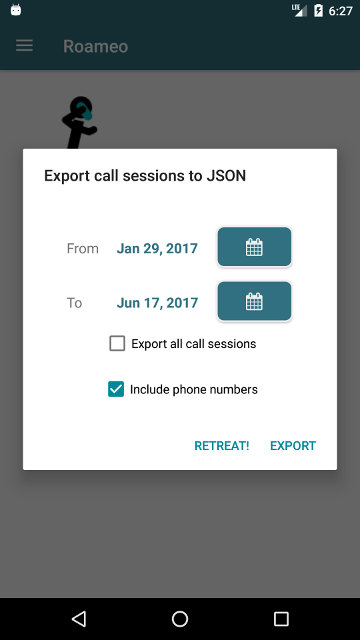 LTE 6:27
Roameo
Export call sessions to JSON
From Jan 29, 2017
To Jun 17, 2017
Export all call sessions
Include phone numbers
RETREAT! EXPORT